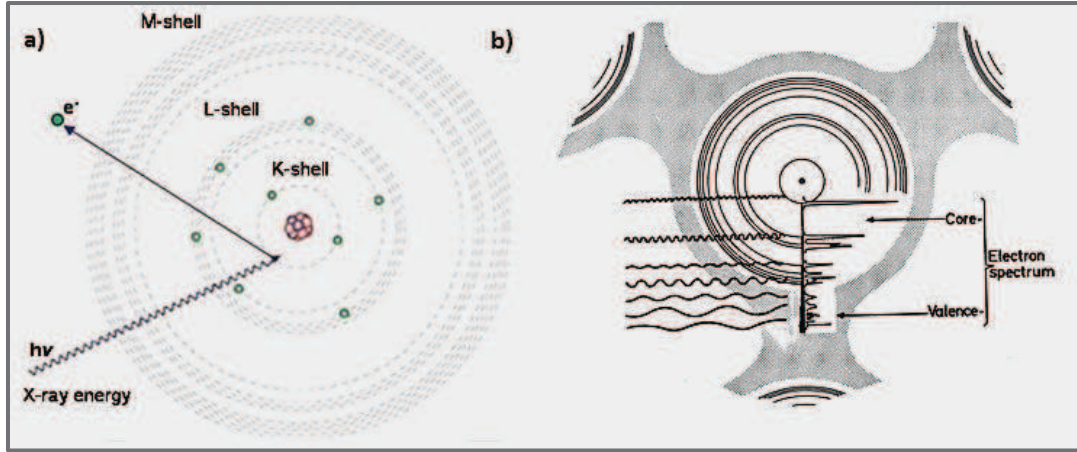 a)
M-shell
e-
L-shell
K-shell
hν
X-ray energy
b)
Core
Electron
spectrum
Valence